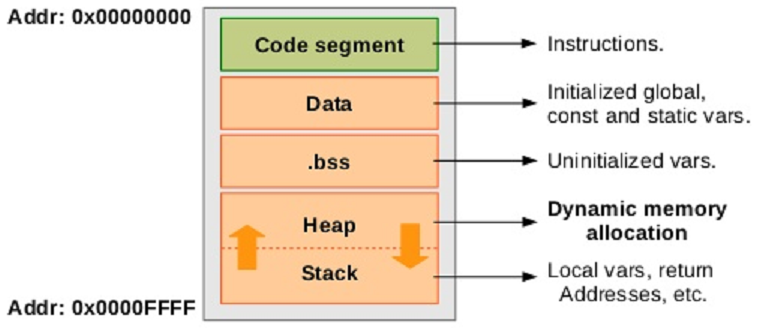 Addr: 0x00000000
Code segment
Instructions.
Data
Initialized global,
const and static vars.
.bss
Uninitialized vars.
Heap
Dynamic memory
allocation
Stack
Local vars, return
Addresses, etc.
Addr: 0x0000FFFF